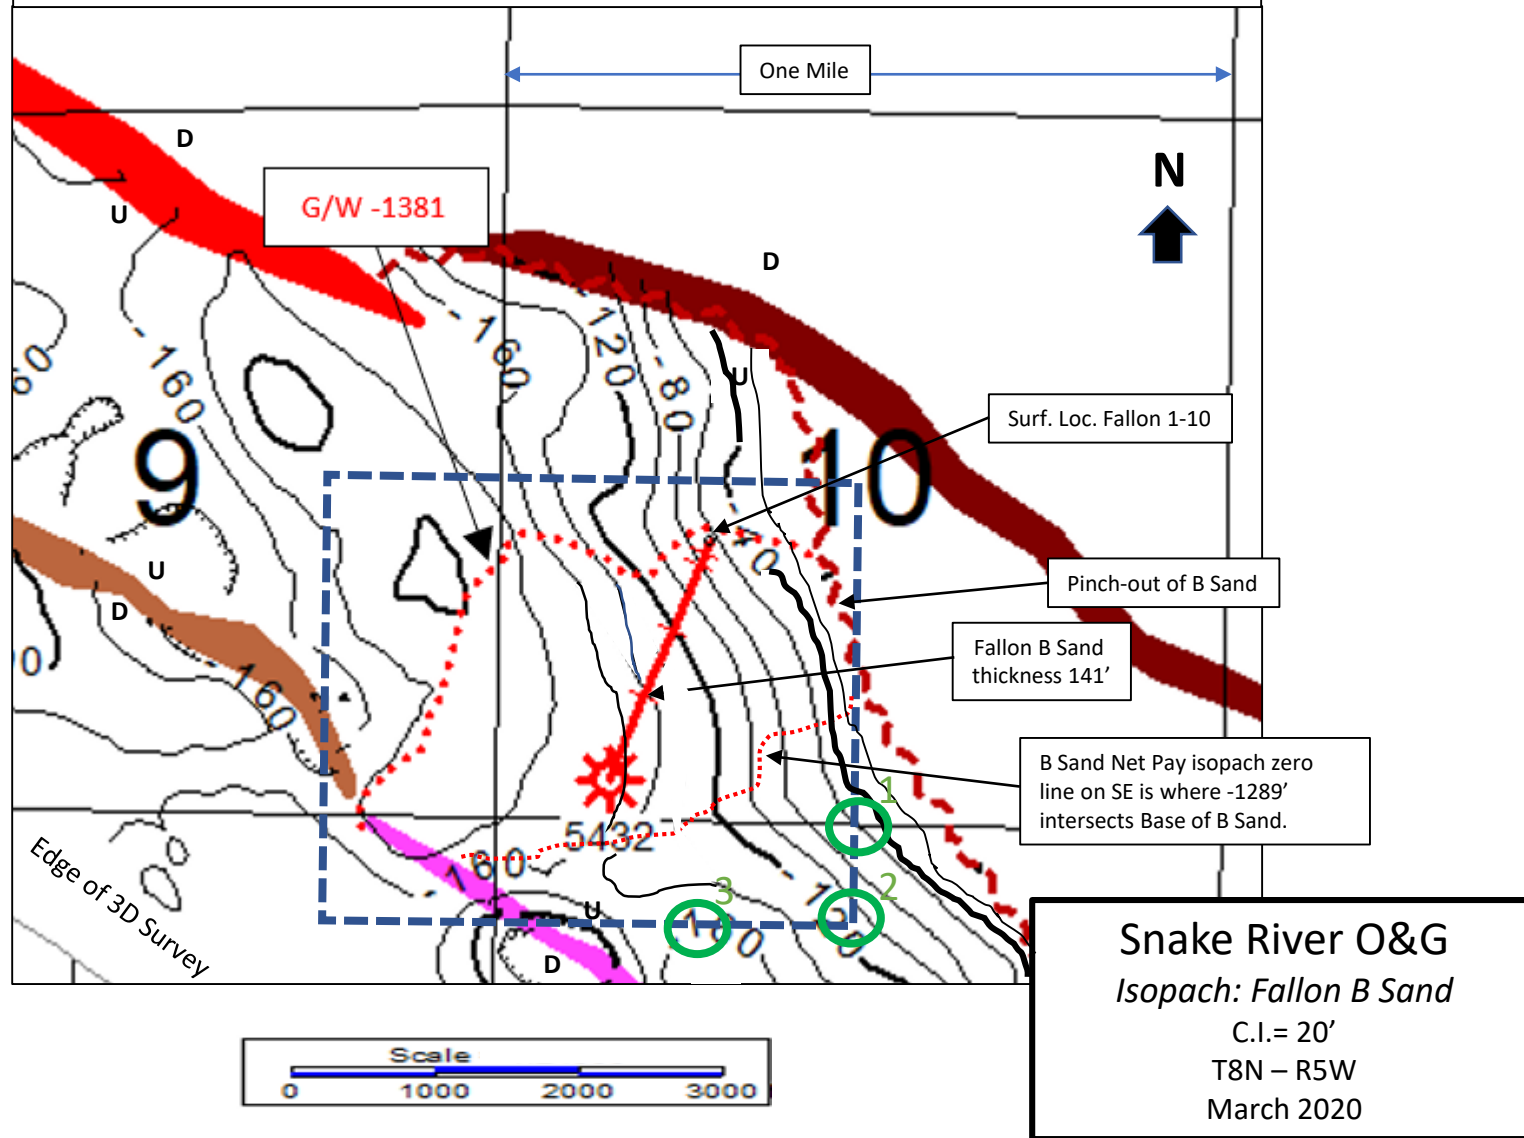 One Mile
D
N
U
G/W -1381
D
-160
-120
-80
-160
60
U
Surf. Loc. Fallon 1-10
9
10
-40
U
Pinch-out of B Sand
D
Fallon B Sand
thickness 141’
-160
B Sand Net Pay isopach zero
line on SE is where -1289’
intersects Base of B Sand.
1
5432
Edge of 3D Survey
-160
3
2
U
D
Snake River O&G
Isopach: Fallon B Sand
C.I.= 20’
T8N – R5W
March 2020
Scale
0 1000 2000 3000